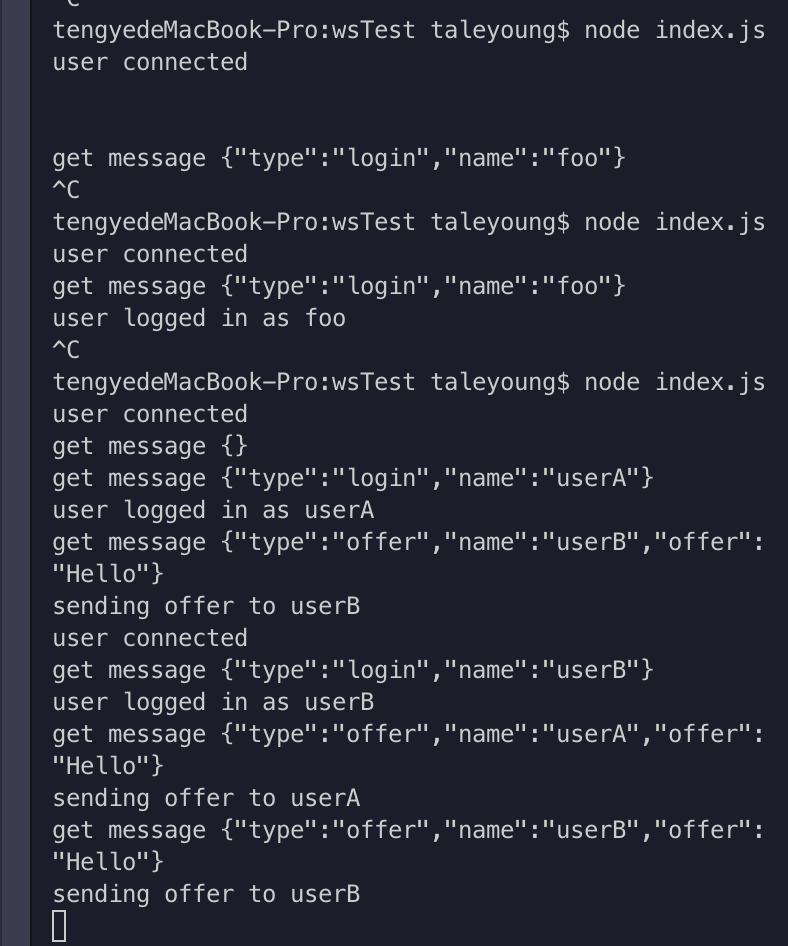 ^C
tengyedeMacBook-Pro:wsTest taleyoung$ node index.js
user connected
get message {"type":"login","name":"foo"}
^C
tengyedeMacBook-Pro:wsTest taleyoung$ node index.js
user connected
get message {"type":"login","name":"foo"}
user logged in as foo
^C
tengyedeMacBook-Pro:wsTest taleyoung$ node index.js
user connected
get message {}
get message {"type":"login","name":"userA"}
user logged in as userA
get message {"type":"offer","name":"userB","offer":
"Hello"}
sending offer to userB
user connected
get message {"type":"login","name":"userB"}
user logged in as userB
get message {"type":"offer","name":"userA","offer":
"Hello"}
sending offer to userA
get message {"type":"offer","name":"userB","offer":
"Hello"}
sending offer to userB